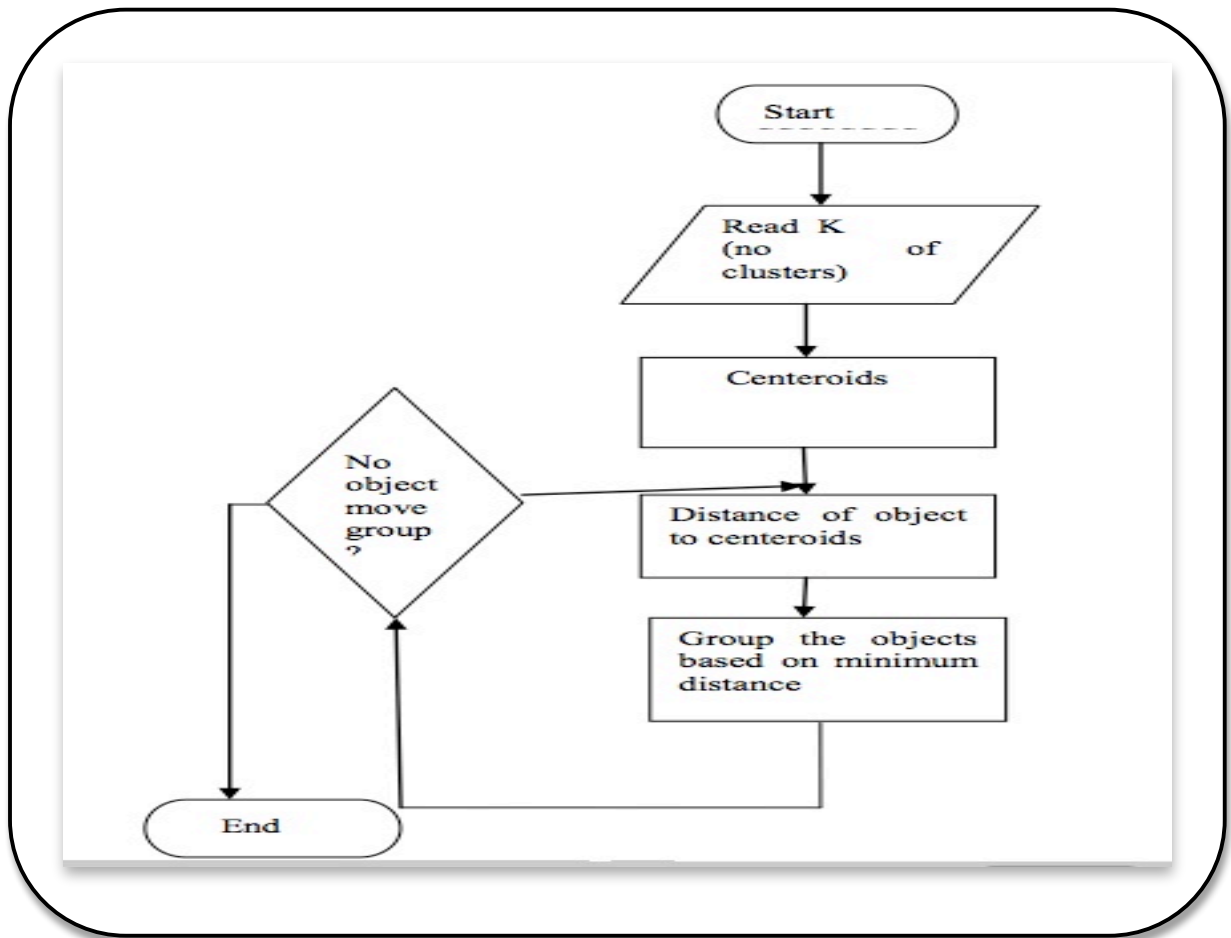 Start
Read K
(no of
clusters)
Centeroids
Distance of object
to centeroids
Group the objects
based on minimum
distance
No
object
move
group
?
End